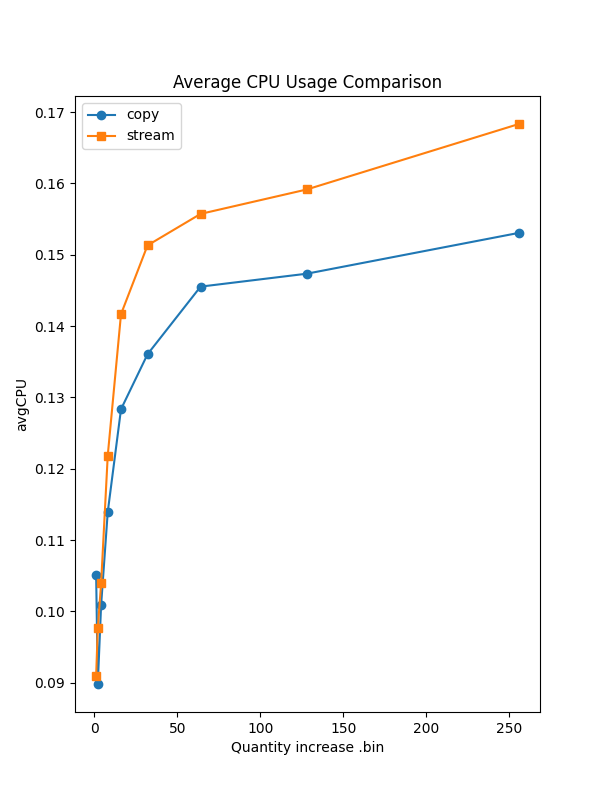 Average CPU Usage Comparison
copy
stream
0.17
0.16
0.15
0.14
0.13
0.12
0.11
0.10
0.09
avgCPU
0 50 100 150 200 250
Quantity increase .bin